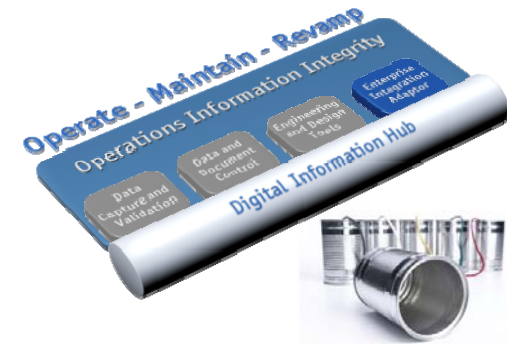 Operate - Maintain - Revamp
Operations Information Integrity
Data
Capture and
Validation
Data and
Document
Control
Engineering
and Design
Tools
Enterprise
Integration
Adaptor
Digital Information Hub